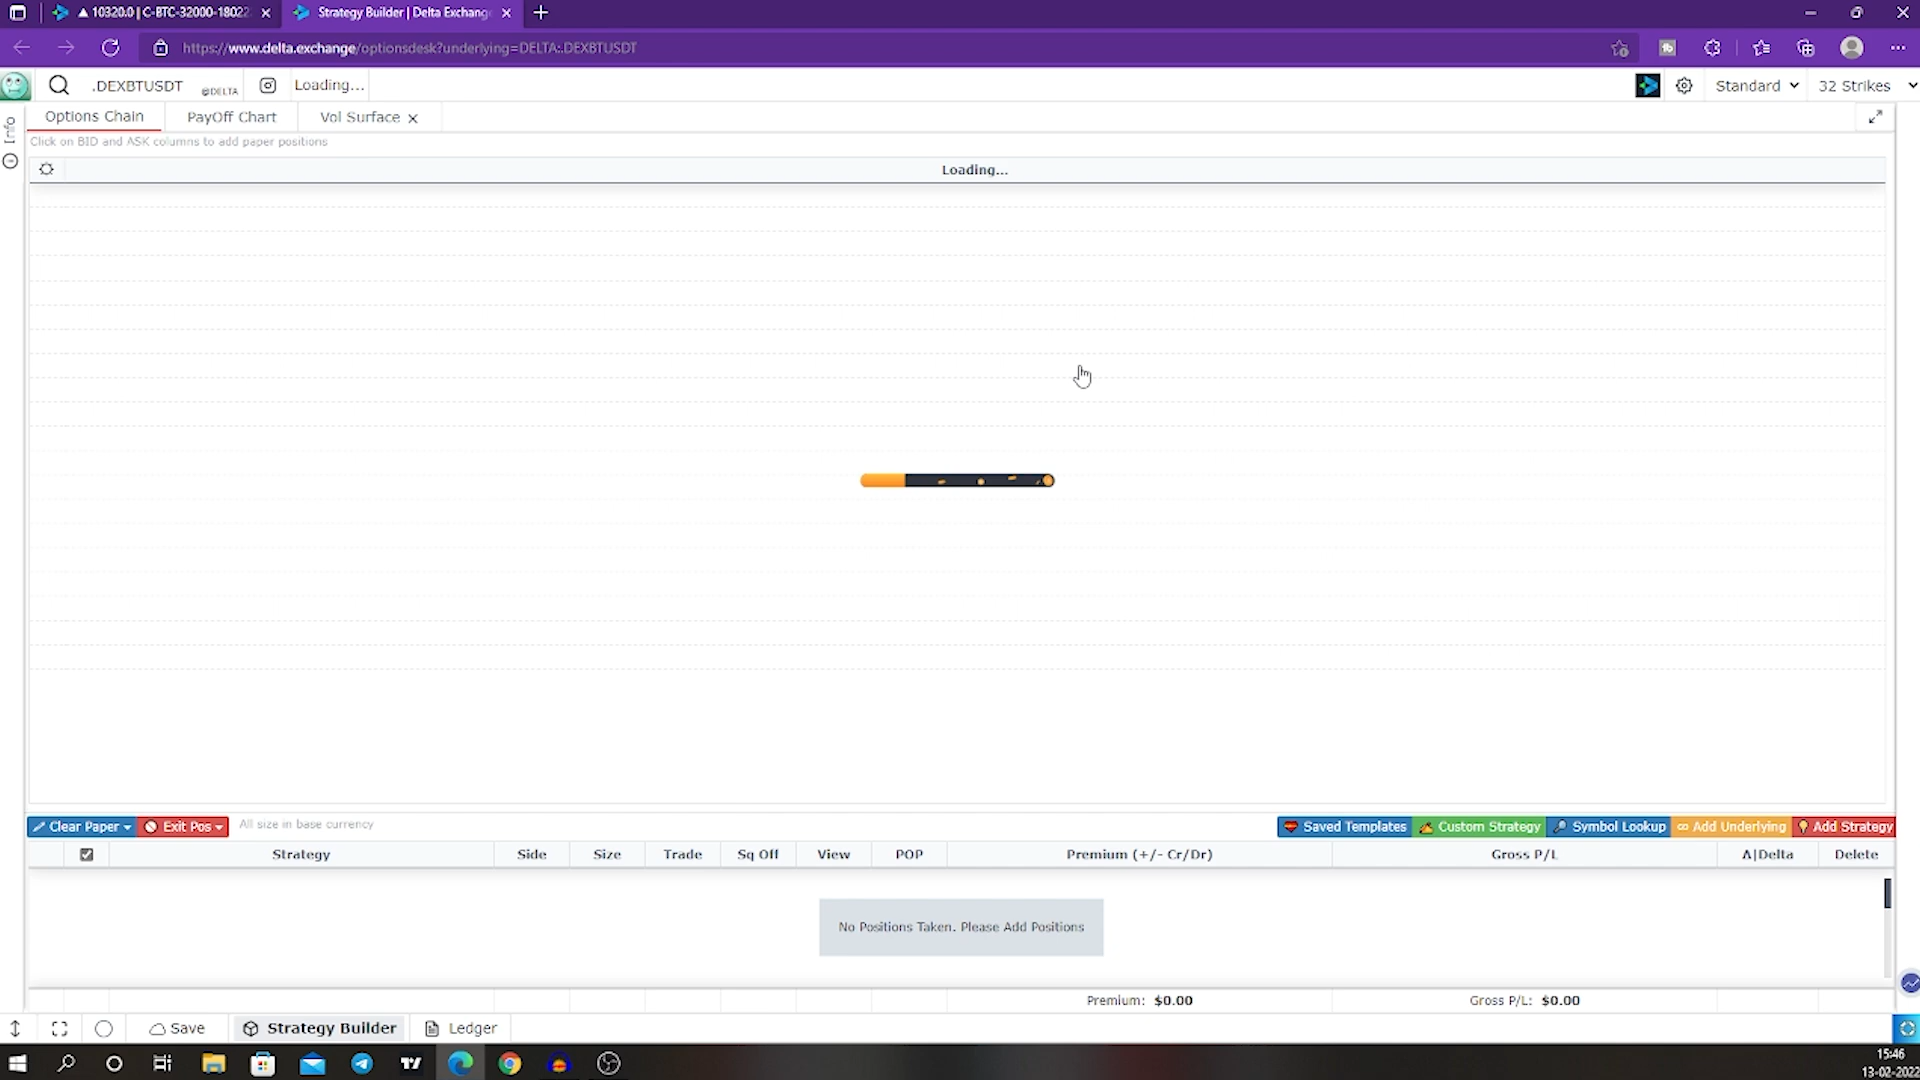 ▲ 10320.0 | C-BTC-32000-18022
Strategy Builder | Delta Exchang
https://www.delta.exchange/optionsdesk?underlying=DELTA:.DEXBTUSDT
.DEXBTUSDT @DELTA Loading... Standard 32 Strikes
Info
Options Chain PayOff Chart Vol Surface
Click on BID and ASK columns to add paper positions
Loading...
Clear Paper Exit Pos All size in base currency Saved Templates Custom Strategy Symbol Lookup Add Underlying Add Strategy
Strategy Side Size Trade Sq Off View POP Premium (+/- Cr/Dr) Gross P/L Λ|Delta Delete
No Positions Taken. Please Add Positions
Premium: $0.00 Gross P/L: $0.00
Save Strategy Builder Ledger
15:46
13-02-2022